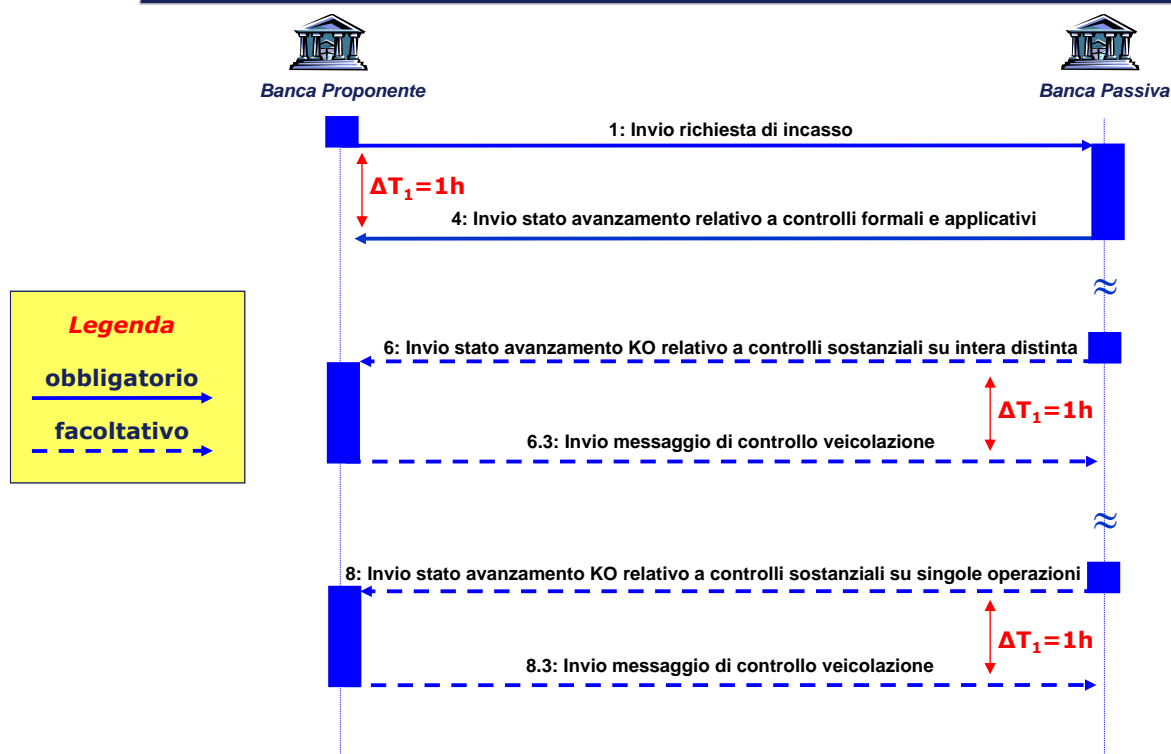 Banca Proponente
Banca Passiva
1: Invio richiesta di incasso
ΔT₁=1h
4: Invio stato avanzamento relativo a controlli formali e applicativi
≈
Legenda
obbligatorio
facoltativo
6: Invio stato avanzamento KO relativo a controlli sostanziali su intera distinta
ΔT₁=1h
6.3: Invio messaggio di controllo veicolazione
≈
8: Invio stato avanzamento KO relativo a controlli sostanziali su singole operazioni
ΔT₁=1h
8.3: Invio messaggio di controllo veicolazione